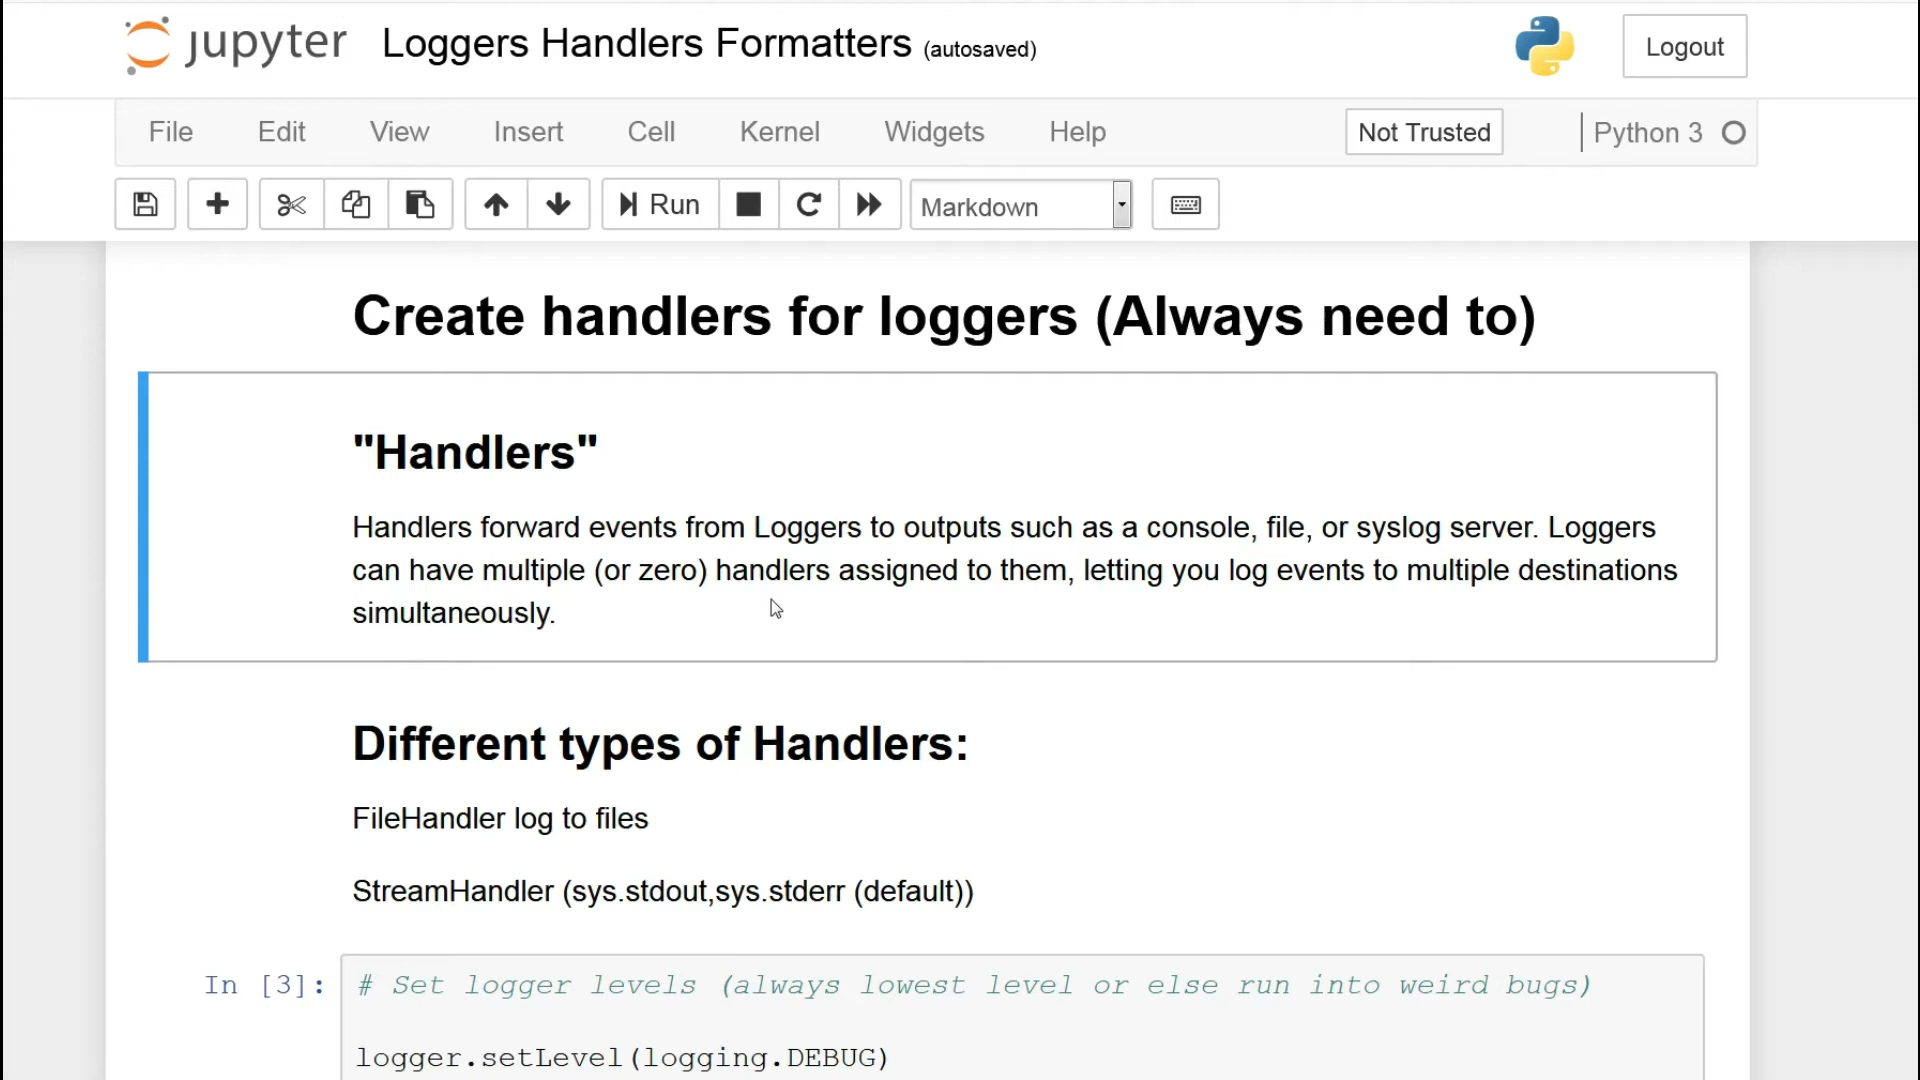 jupyter Loggers Handlers Formatters (autosaved) Logout
File Edit View Insert Cell Kernel Widgets Help Not Trusted Python 3
Run Markdown
Create handlers for loggers (Always need to)
"Handlers"
Handlers forward events from Loggers to outputs such as a console, file, or syslog server. Loggers
can have multiple (or zero) handlers assigned to them, letting you log events to multiple destinations
simultaneously.
Different types of Handlers:
FileHandler log to files
StreamHandler (sys.stdout,sys.stderr (default))
In [3]: # Set logger levels (always lowest level or else run into weird bugs)
logger.setLevel(logging.DEBUG)